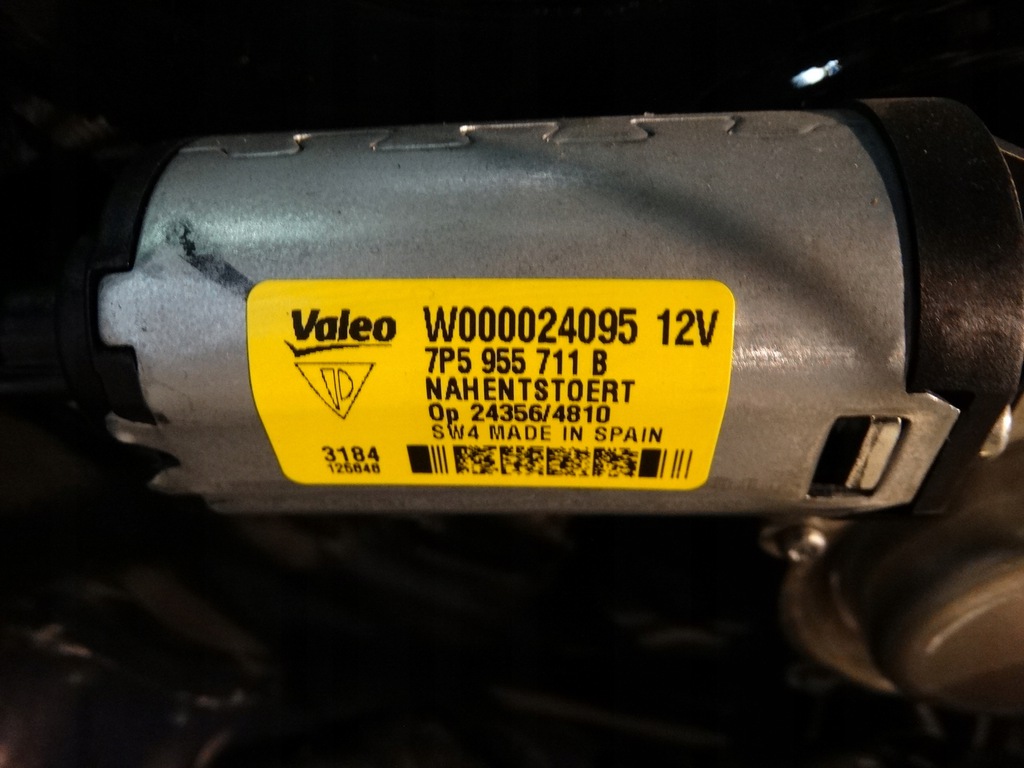 Valeo W000024095 12V
7P5 955 711 B
NAHENTSTOERT
Op 24356/4810
SW4 MADE IN SPAIN
3184
125848